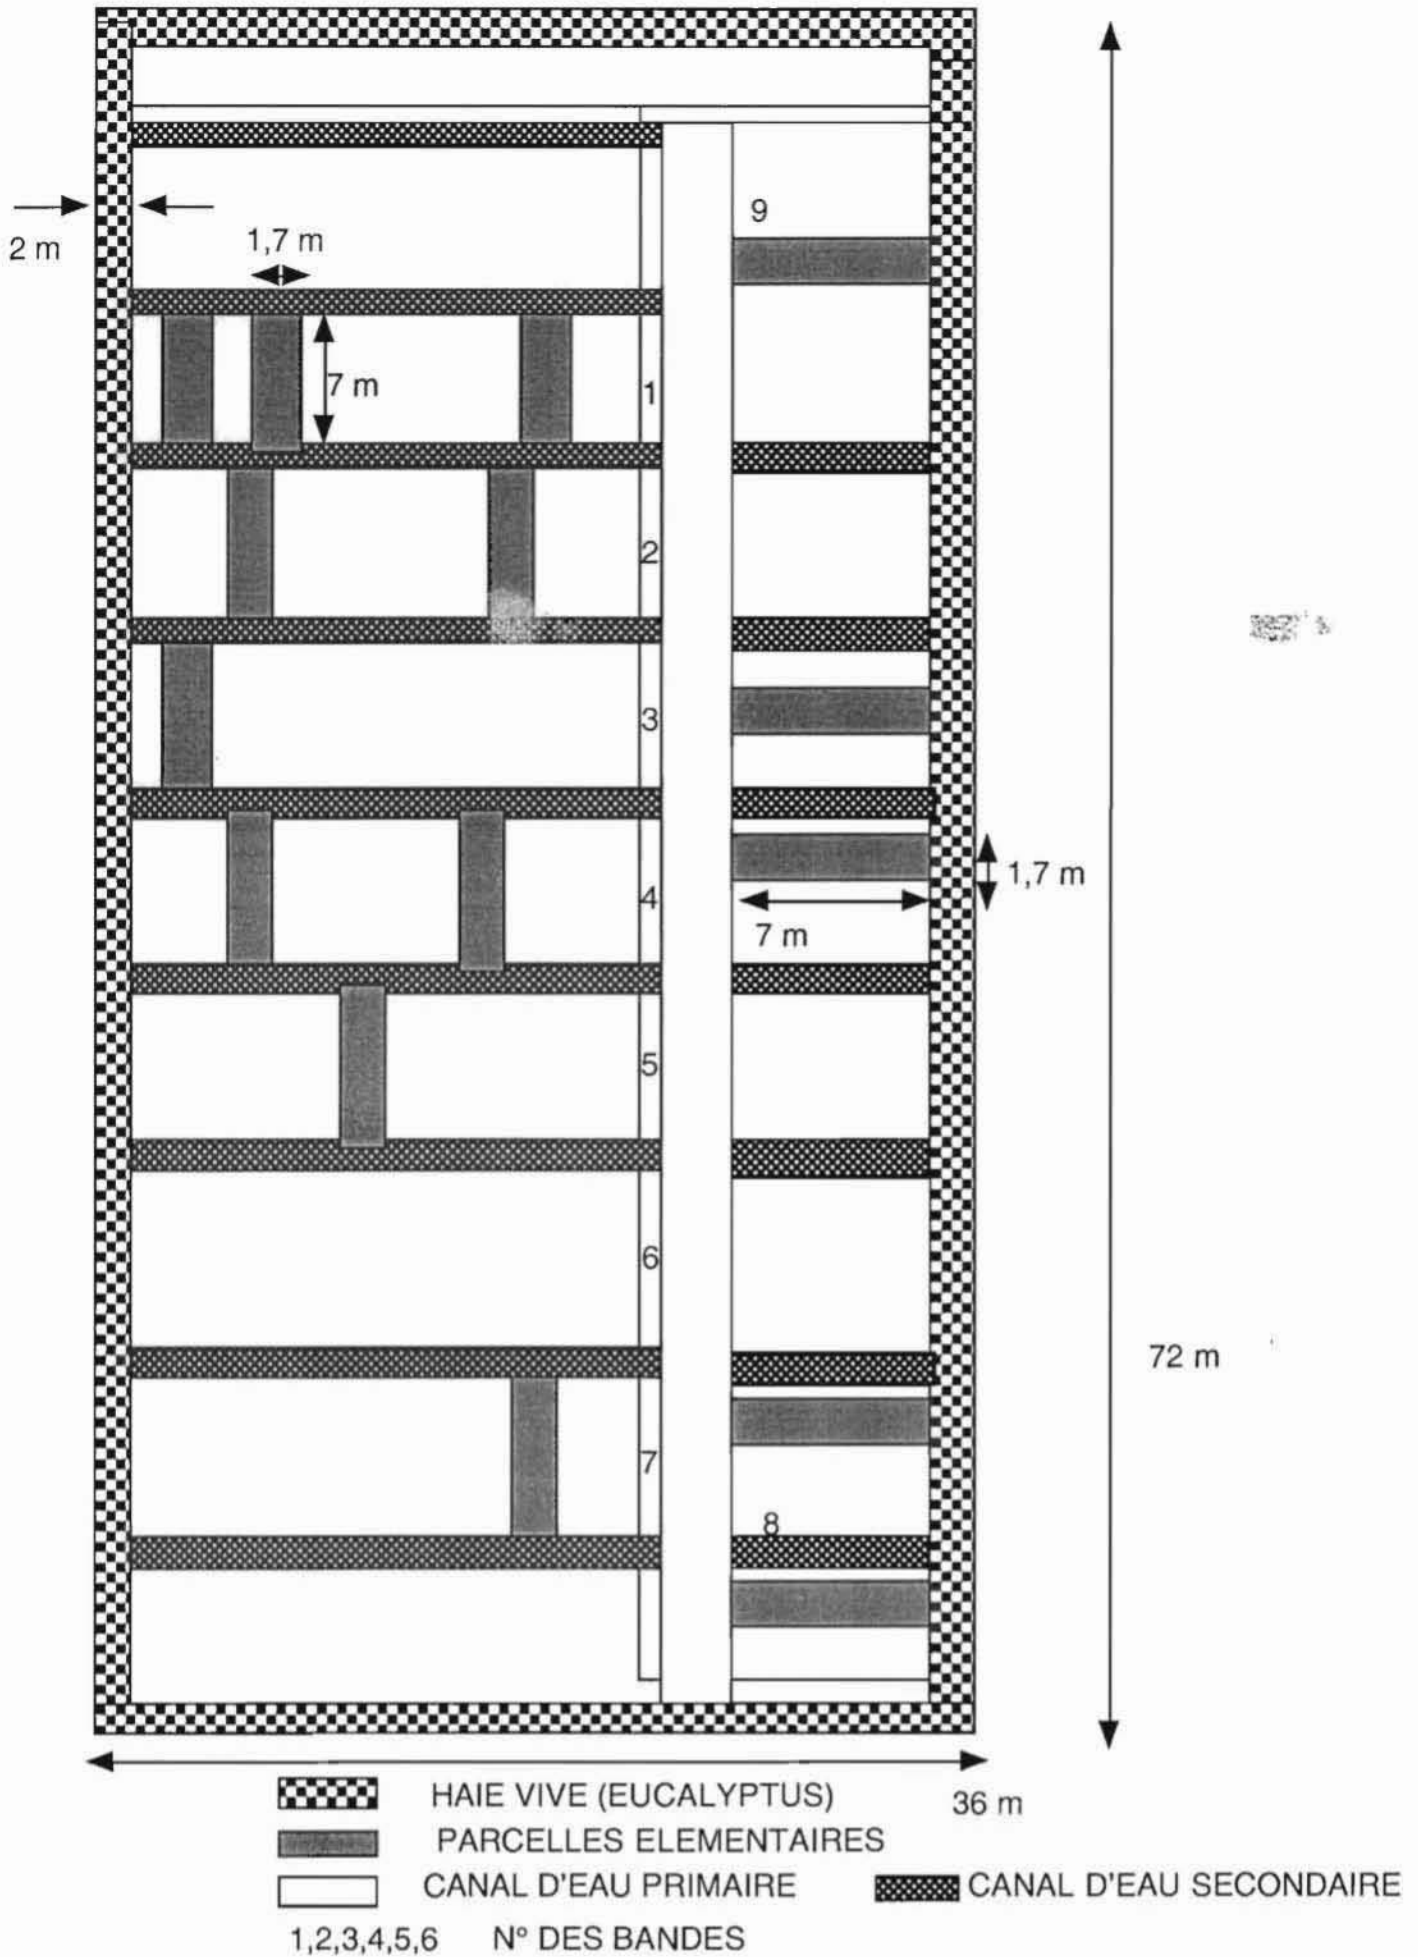 9
2 m
1,7 m
7 m
1
2
3
4
1,7 m
7 m
5
6
72 m
7
8
36 m
HAIE VIVE (EUCALYPTUS)
PARCELLES ELEMENTAIRES
CANAL D'EAU PRIMAIRE
CANAL D'EAU SECONDAIRE
1,2,3,4,5,6 N° DES BANDES